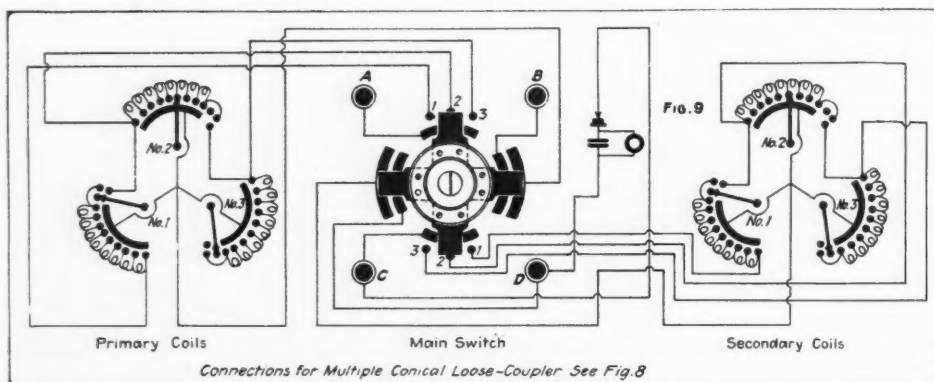 A
B
FIG. 9
1 2 3
No. 2
No. 1
No. 3
3 2 1
C
D
No. 2
No. 1
No. 3
Primary Coils
Main Switch
Secondary Coils
Connections for Multiple Conical Loose-Coupler See Fig.8